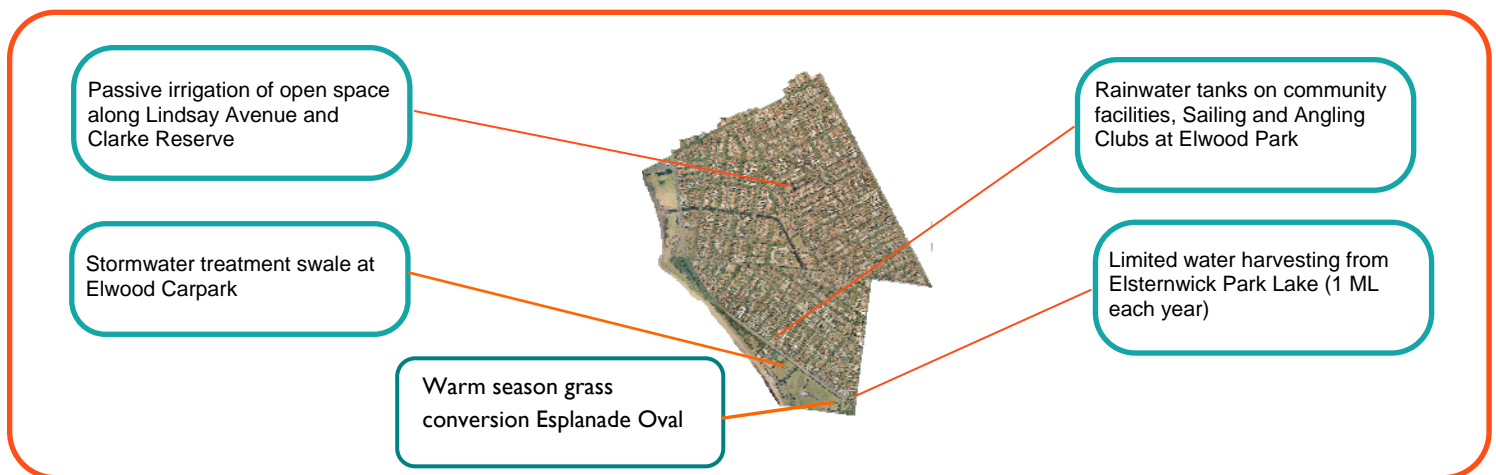 Passive irrigation of open space
along Lindsay Avenue and
Clarke Reserve
Rainwater tanks on community
facilities, Sailing and Angling
Clubs at Elwood Park
Stormwater treatment swale at
Elwood Carpark
Limited water harvesting from
Elsternwick Park Lake (1 ML
each year)
Warm season grass
conversion Esplanade Oval